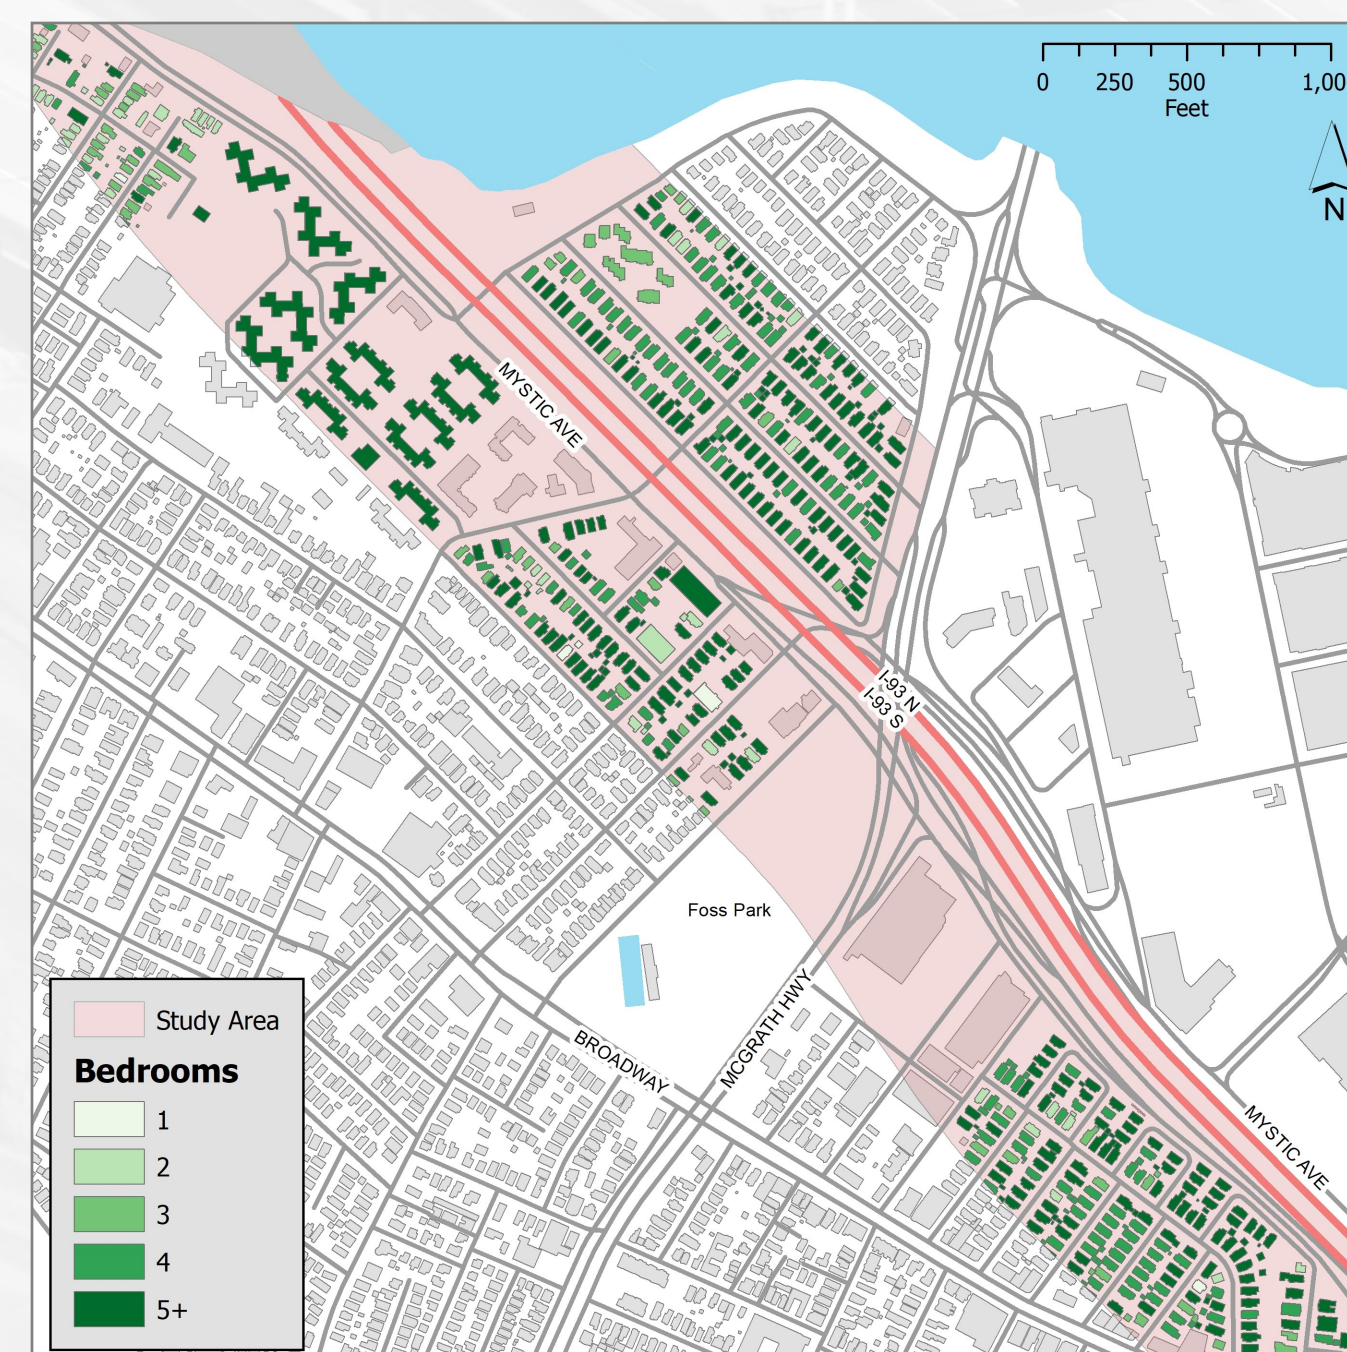 0 250 500 1,00
Feet
N
MYSTIC AVE
I-93 N
I-93 S
Foss Park
MCGRATH HWY
BROADWAY
MYSTIC AVE
Study Area
Bedrooms
1
2
3
4
5+